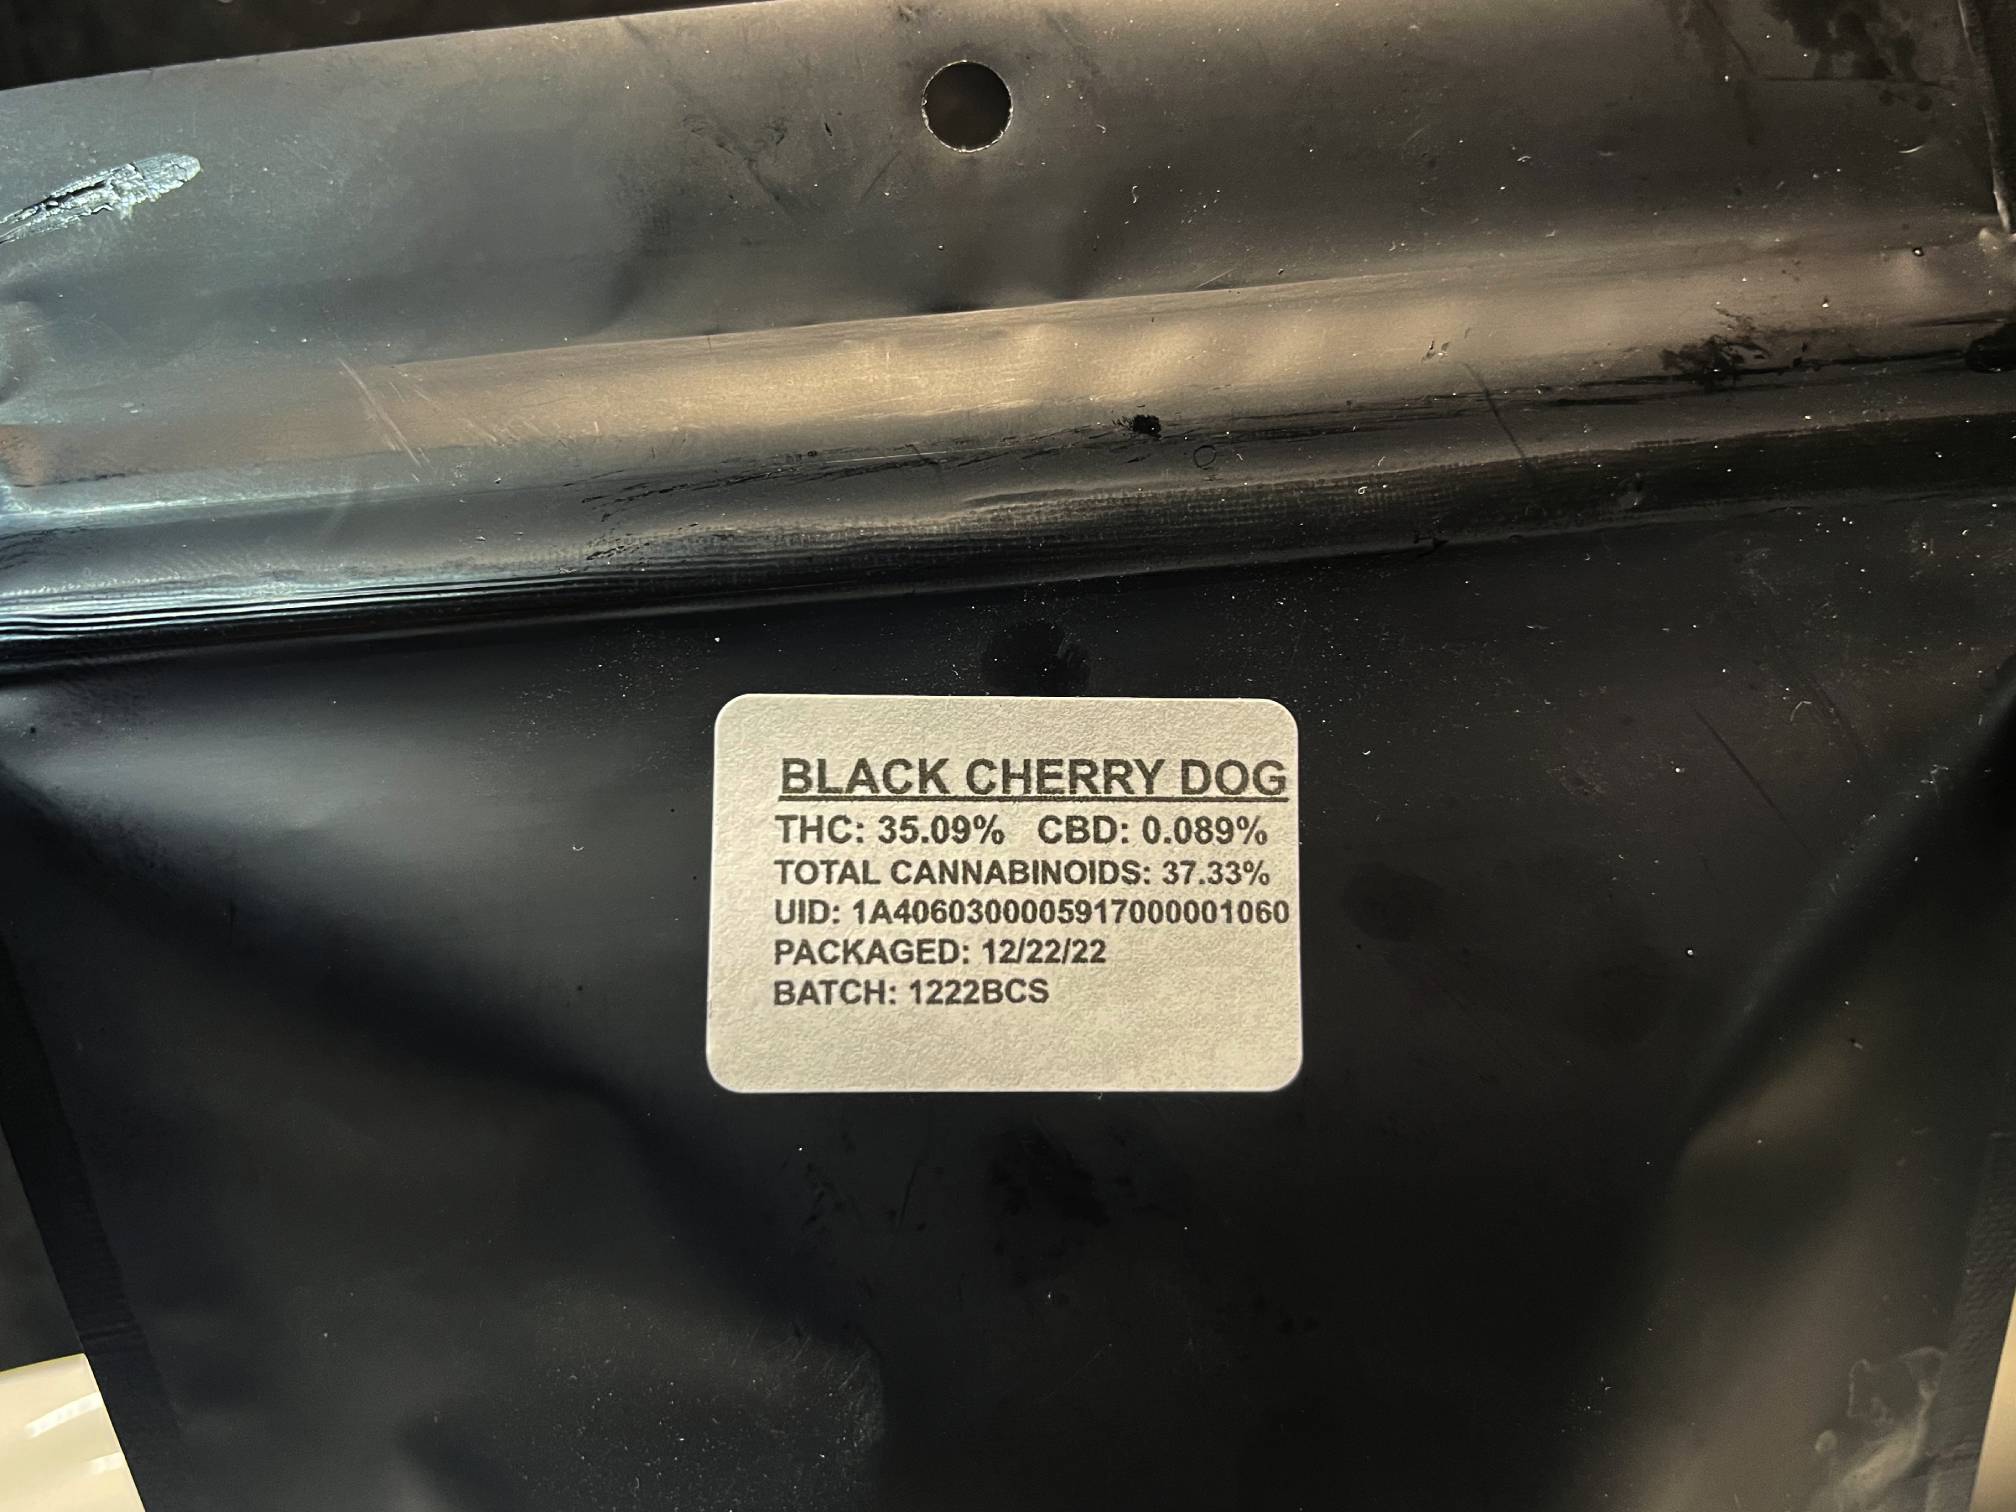 BLACK CHERRY DOG
THC: 35.09% CBD: 0.089%
TOTAL CANNABINOIDS: 37.33%
UID: 1A4060300005917000001060
PACKAGED: 12/22/22
BATCH: 1222BCS